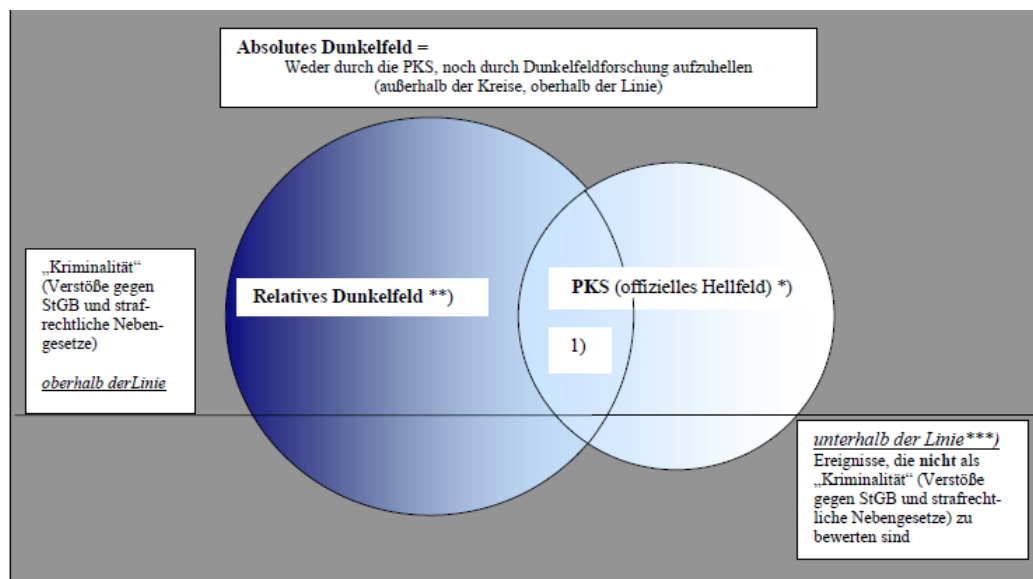 Absolutes Dunkelfeld =
Weder durch die PKS, noch durch Dunkelfeldforschung aufzuhellen
(außerhalb der Kreise, oberhalb der Linie)
„Kriminalität“
(Verstöße gegen
StGB und straf-
rechtliche Neben-
gesetze)
oberhalb derLinie
Relatives Dunkelfeld **)
PKS (offizielles Hellfeld) *)
1)
unterhalb der Linie***)
Ereignisse, die nicht als
„Kriminalität“ (Verstöße
gegen StGB und strafrecht-
liche Nebengesetze) zu
bewerten sind